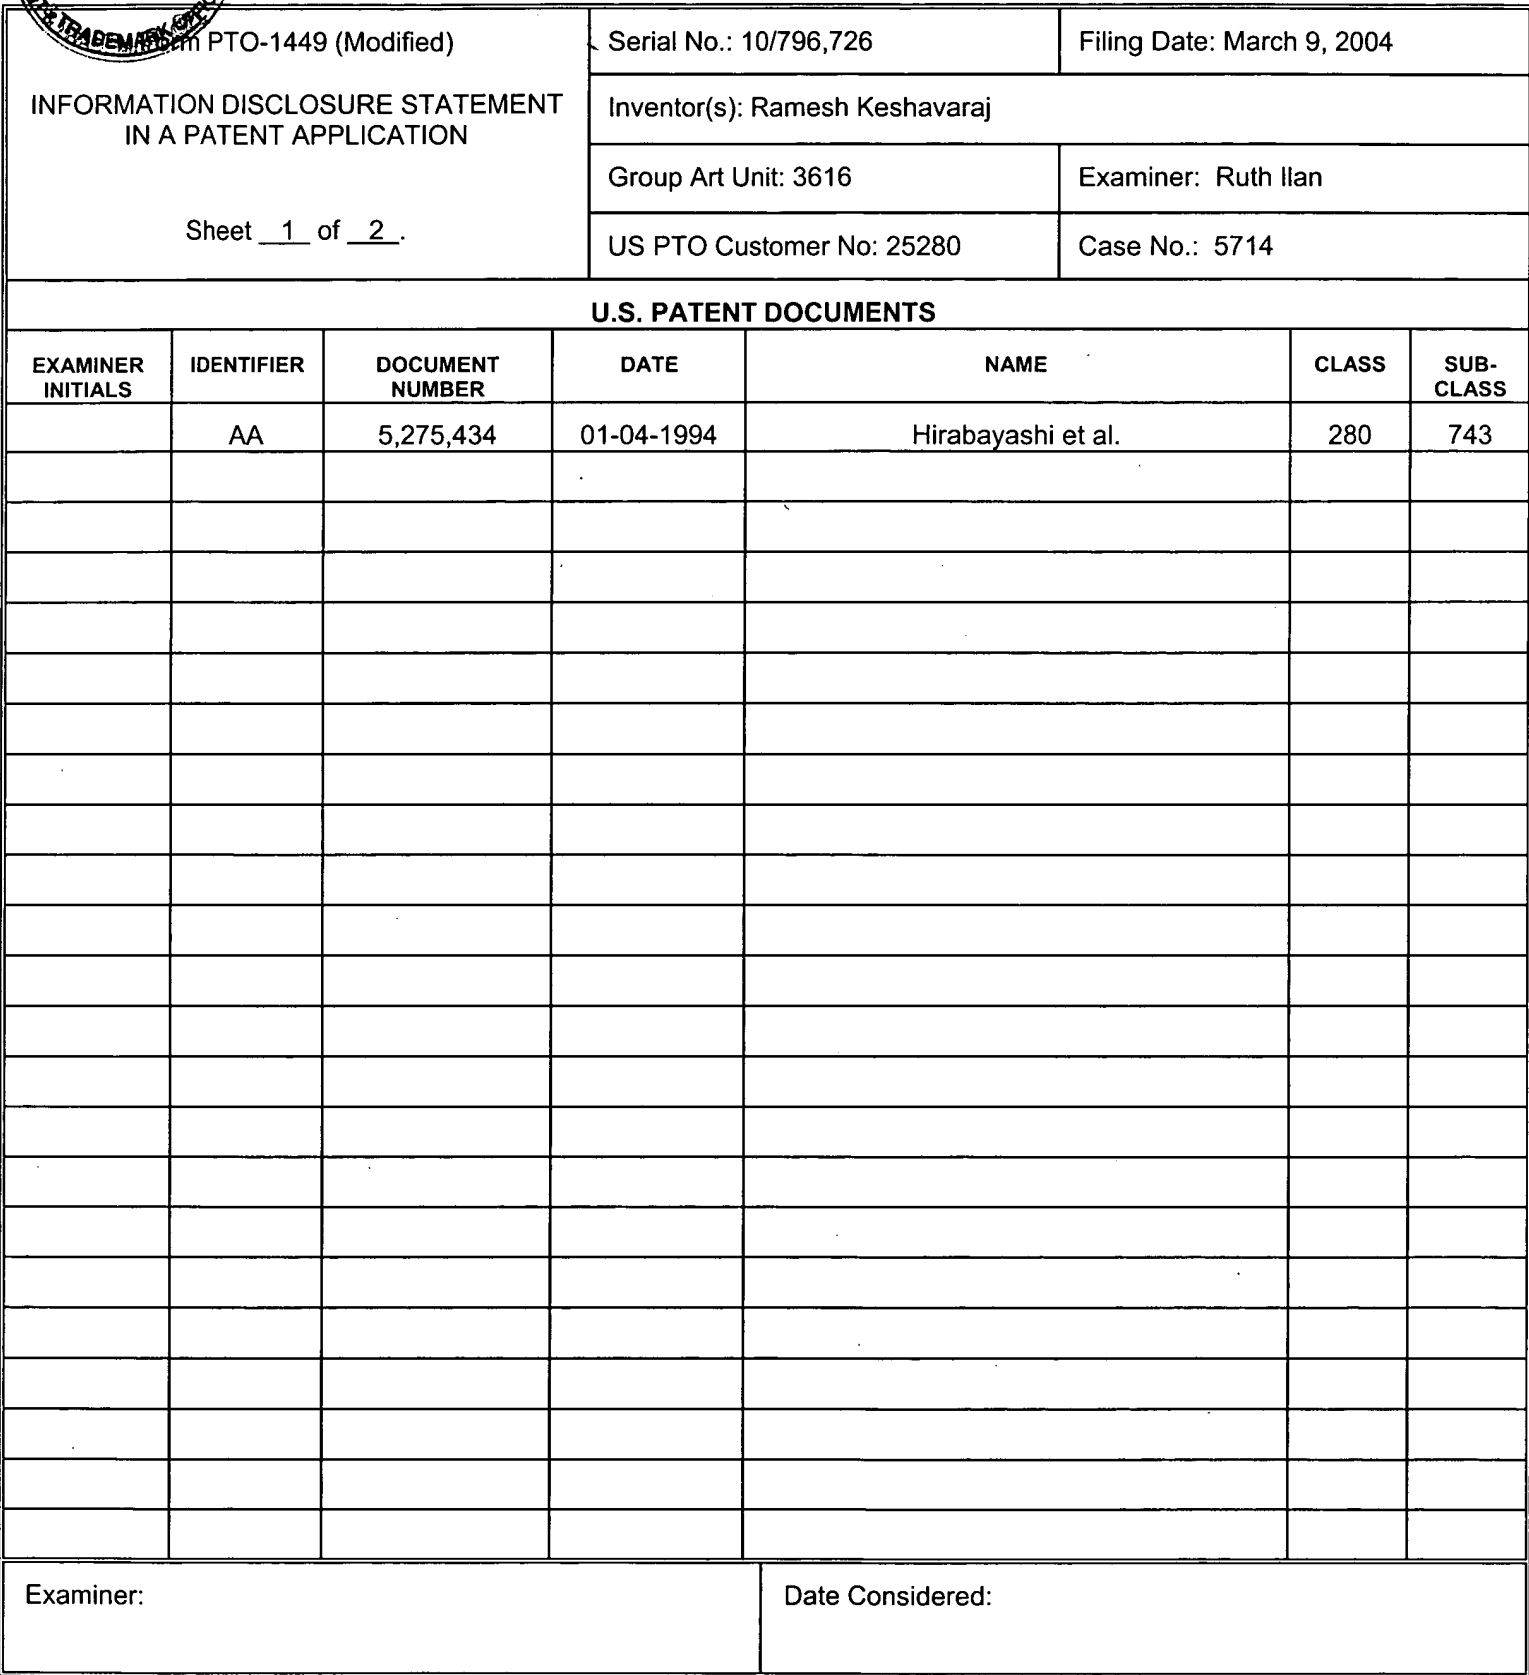 & TRADEMARK
Form PTO-1449 (Modified)
INFORMATION DISCLOSURE STATEMENT
IN A PATENT APPLICATION
Sheet 1 of 2.
Serial No.: 10/796,726
Filing Date: March 9, 2004
Inventor(s): Ramesh Keshavaraj
Group Art Unit: 3616
Examiner: Ruth Ilan
US PTO Customer No: 25280
Case No.: 5714
U.S. PATENT DOCUMENTS
EXAMINER
INITIALS
IDENTIFIER
DOCUMENT
NUMBER
DATE
NAME
CLASS
SUB-
CLASS
AA
5,275,434
01-04-1994
Hirabayashi et al.
280
743
Examiner:
Date Considered: